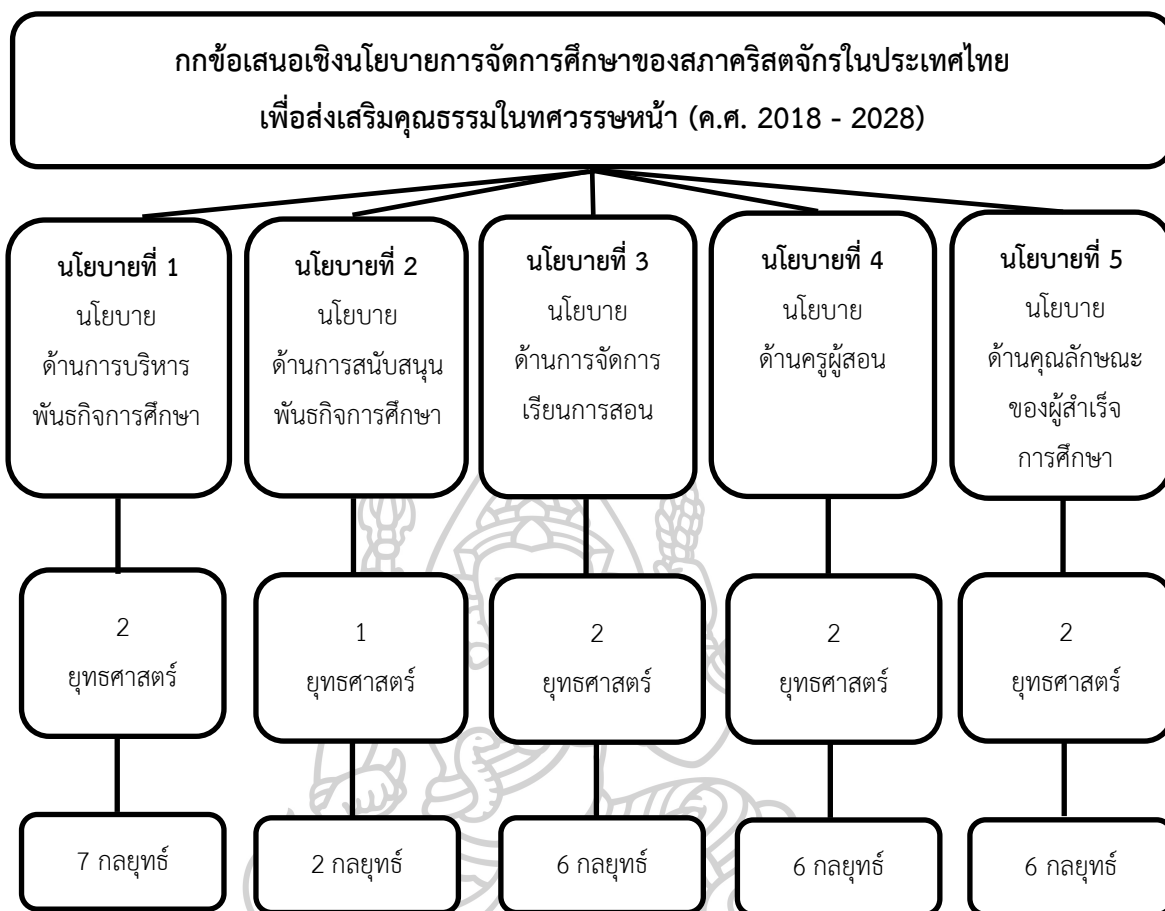 กกข้อเสนอเชิงนโยบายการจัดการศึกษาของสภาคริสตจักรในประเทศไทย
เพื่อส่งเสริมคุณธรรมในทศวรรษหน้า (ค.ศ. 2018 - 2028)
นโยบายที่ 1
นโยบาย
ด้านการบริหาร
พันธกิจการศึกษา
นโยบายที่ 2
นโยบาย
ด้านการสนับสนุน
พันธกิจการศึกษา
นโยบายที่ 3
นโยบาย
ด้านการจัดการ
เรียนการสอน
นโยบายที่ 4
นโยบาย
ด้านครูผู้สอน
นโยบายที่ 5
นโยบาย
ด้านคุณลักษณะ
ของผู้สำเร็จ
การศึกษา
2
ยุทธศาสตร์
1
ยุทธศาสตร์
2
ยุทธศาสตร์
2
ยุทธศาสตร์
2
ยุทธศาสตร์
7 กลยุทธ์
2 กลยุทธ์
6 กลยุทธ์
6 กลยุทธ์
6 กลยุทธ์